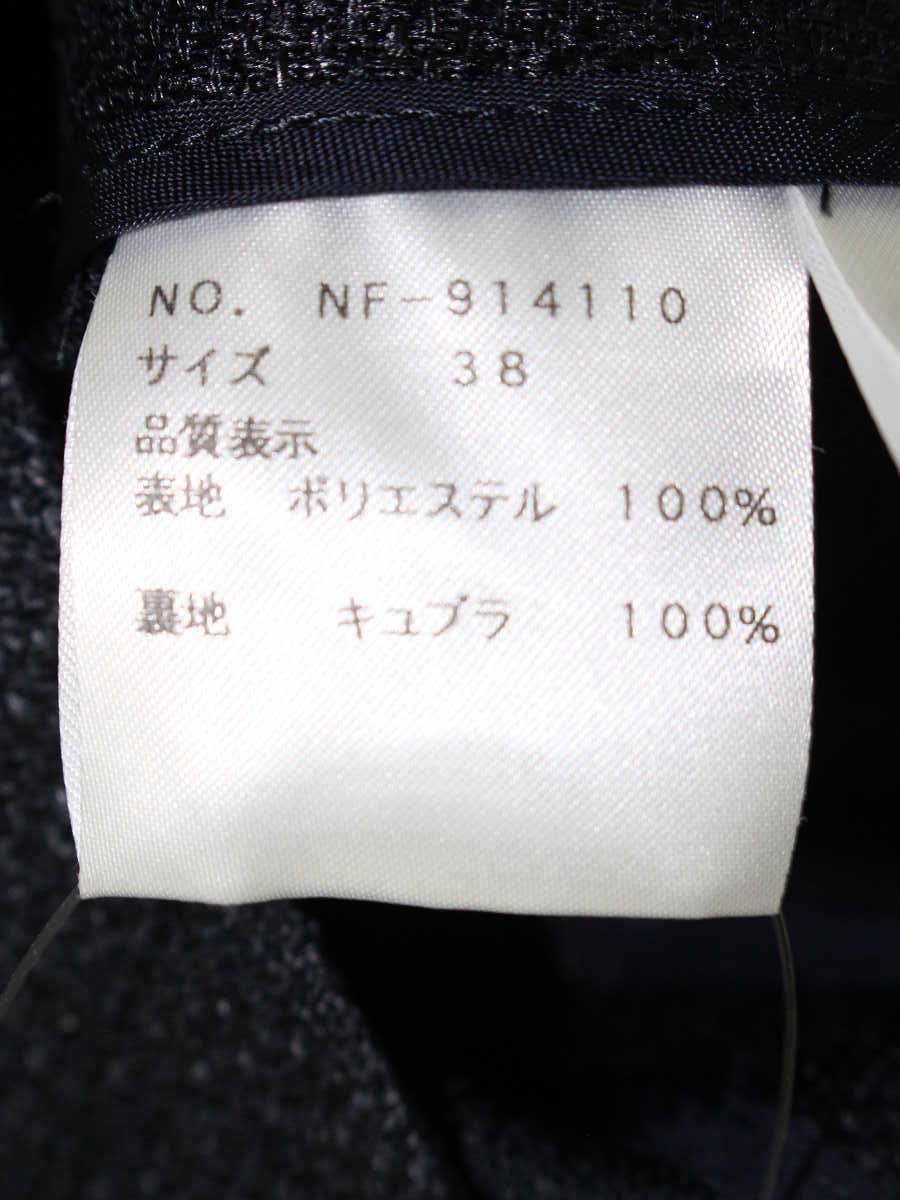 NO. NF-914110
サイズ 38
品質表示
表地 ポリエステル 100%
裏地 キュプラ 100%